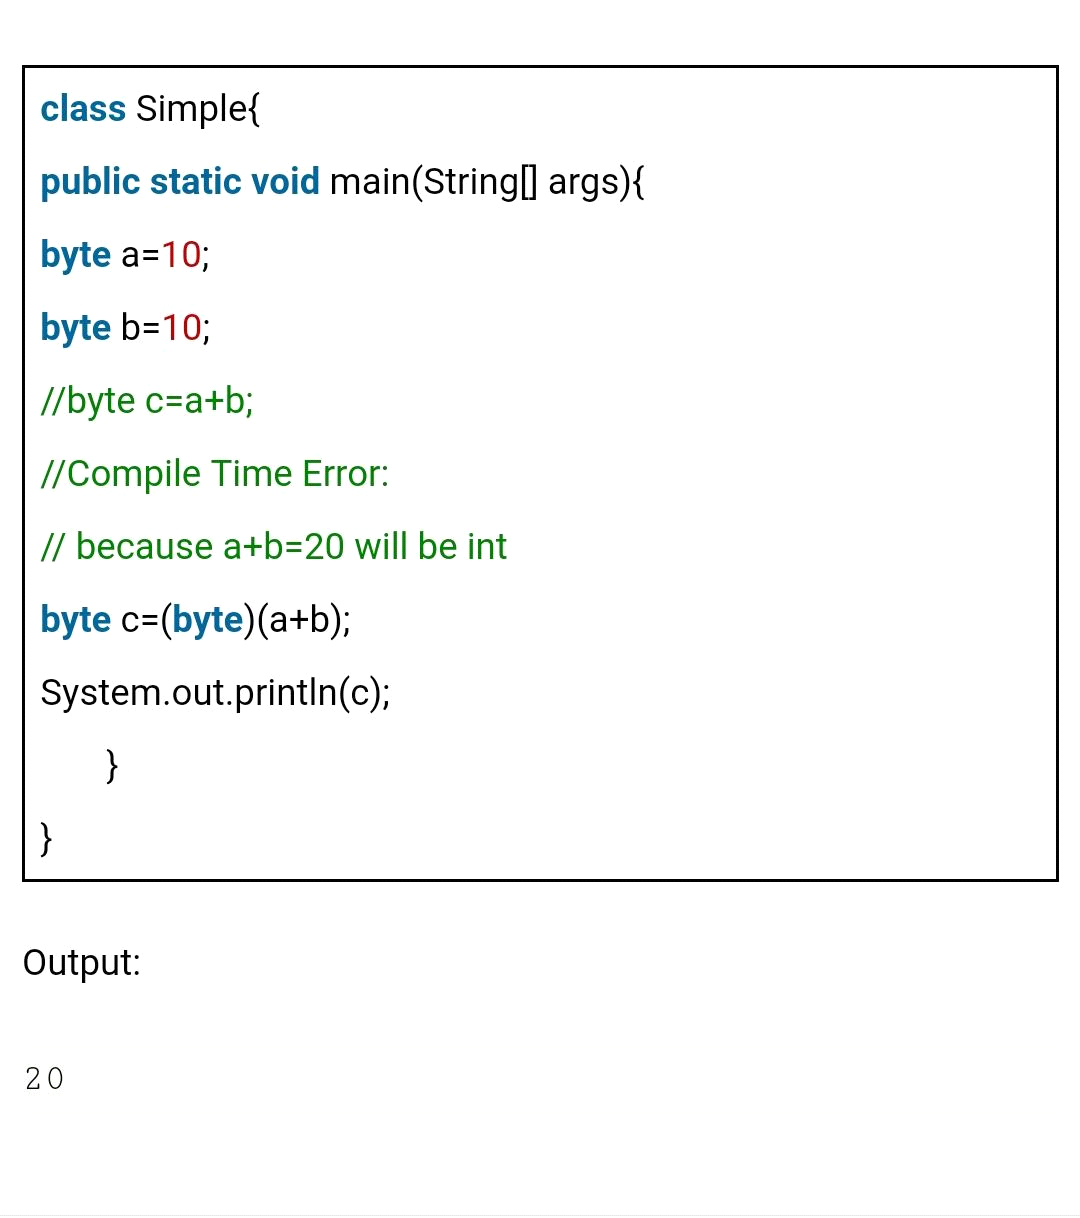 class Simple{
public static void main(String[] args){
byte a=10;
byte b=10;
//byte c=a+b;
//Compile Time Error:
// because a+b=20 will be int
byte c=(byte)(a+b);
System.out.println(c);
}
}
Output:
20